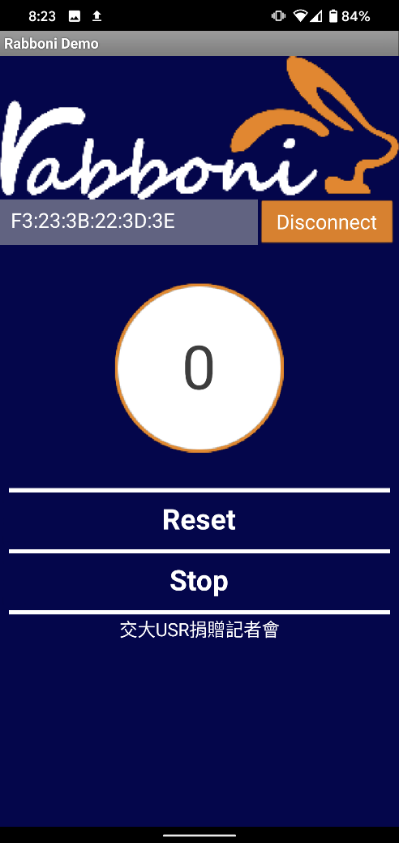 8:23
84%
Rabboni Demo
rabboni
F3:23:3B:22:3D:3E
Disconnect
0
Reset
Stop
交大USR捐贈記者會